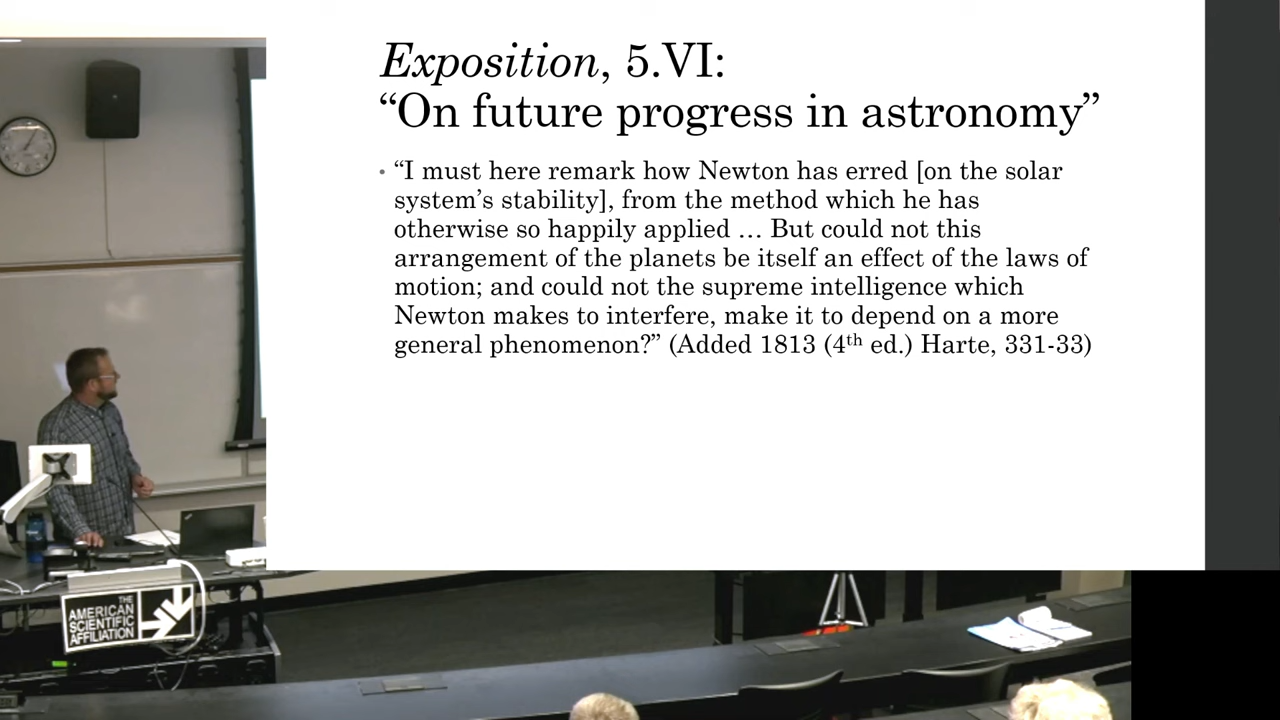 Exposition, 5.VI:
“On future progress in astronomy”
• “I must here remark how Newton has erred [on the solar
system’s stability], from the method which he has
otherwise so happily applied … But could not this
arrangement of the planets be itself an effect of the laws of
motion; and could not the supreme intelligence which
Newton makes to interfere, make it to depend on a more
general phenomenon?” (Added 1813 (4th ed.) Harte, 331-33)
THE
AMERICAN
SCIENTIFIC
AFFILIATION